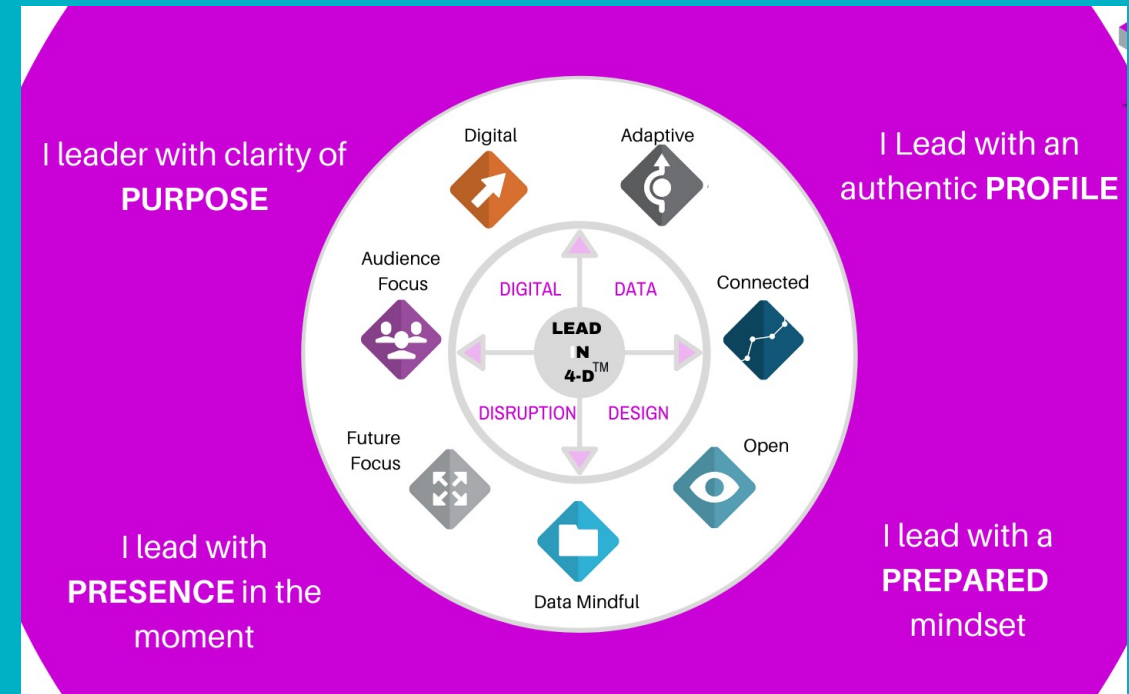 I leader with clarity of
PURPOSE
I Lead with an
authentic PROFILE
Digital
Adaptive
Audience
Focus
Connected
DIGITAL
DATA
LEAD
IN
4-D™
DISRUPTION
DESIGN
Future
Focus
Open
Data Mindful
I lead with
PRESENCE in the
moment
I lead with a
PREPARED
mindset